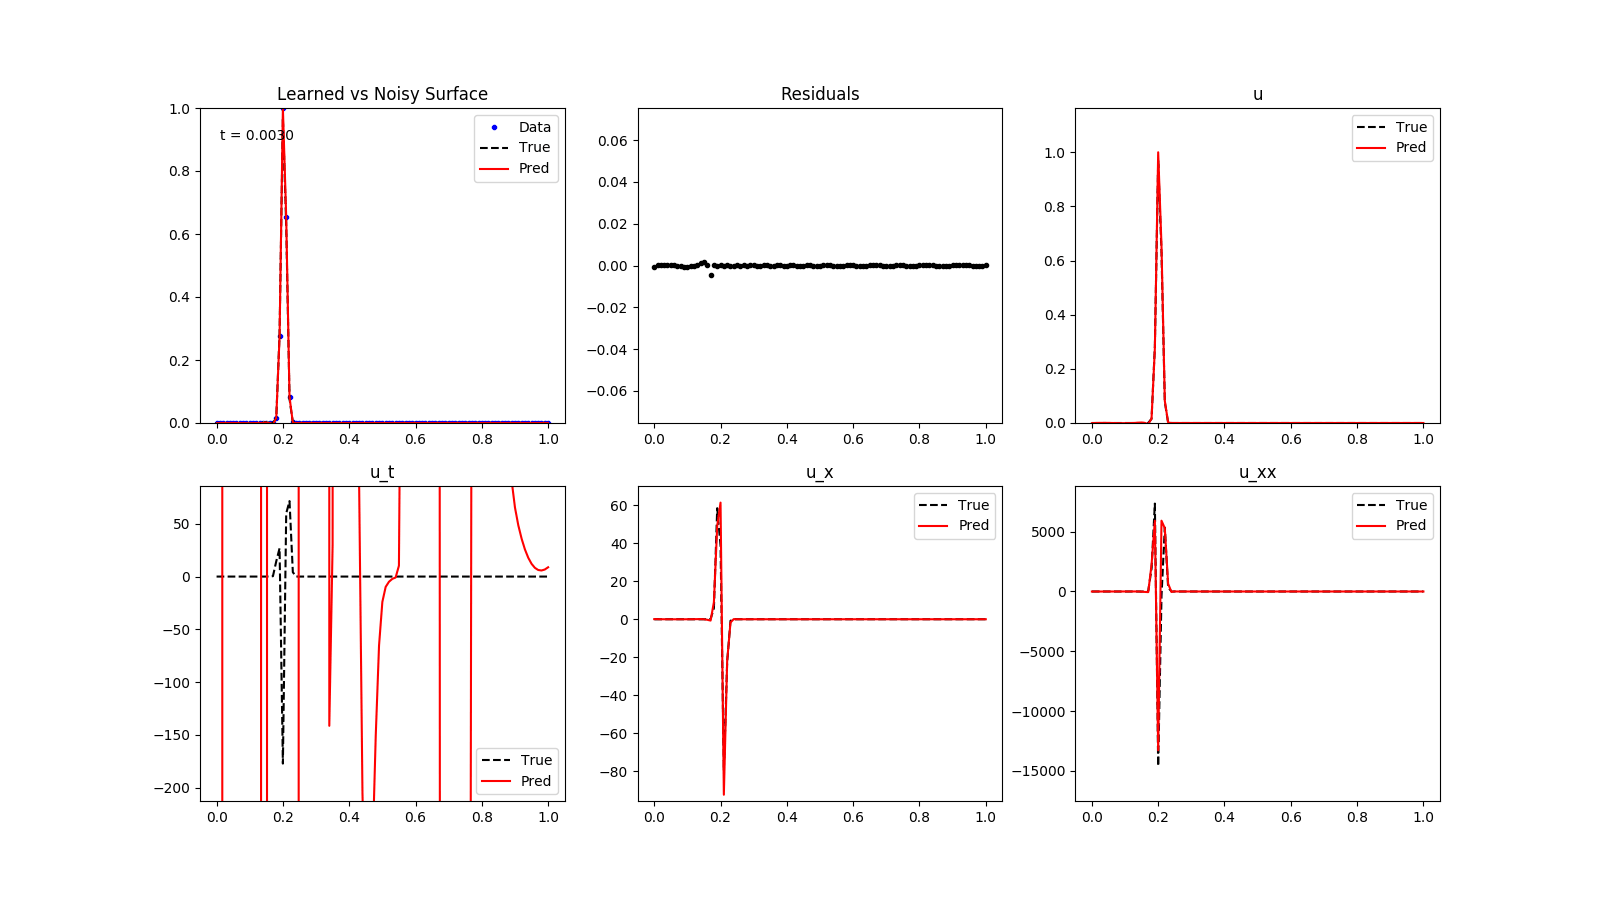 Learned vs Noisy Surface
1.0
0.8
0.6
0.4
0.2
0.0
t = 0.0030
Data
True
Pred
0.0 0.2 0.4 0.6 0.8 1.0
Residuals
0.06
0.04
0.02
0.00
−0.02
−0.04
−0.06
0.0 0.2 0.4 0.6 0.8 1.0
u
1.0
0.8
0.6
0.4
0.2
0.0
True
Pred
0.0 0.2 0.4 0.6 0.8 1.0
u_t
50
0
−50
−100
−150
−200
True
Pred
0.0 0.2 0.4 0.6 0.8 1.0
u_x
60
40
20
0
−20
−40
−60
−80
True
Pred
0.0 0.2 0.4 0.6 0.8 1.0
u_xx
5000
0
−5000
−10000
−15000
True
Pred
0.0 0.2 0.4 0.6 0.8 1.0